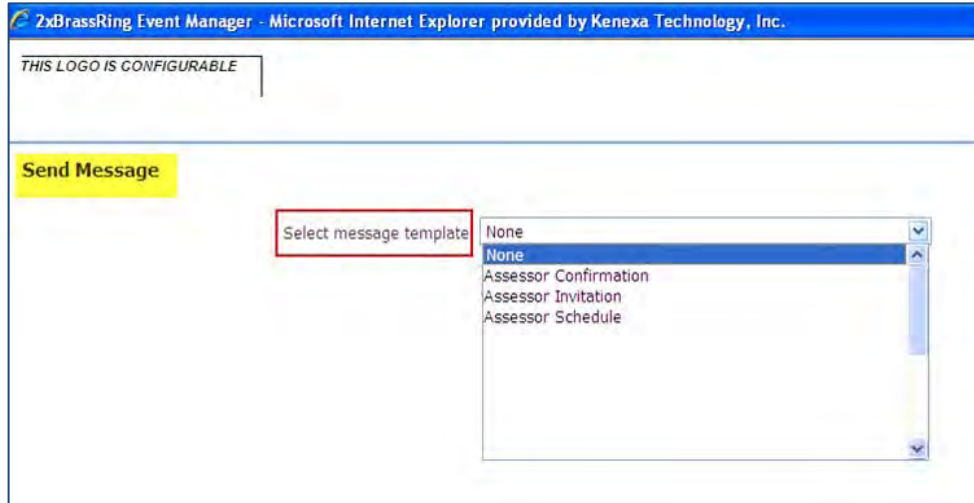 2xBrassRing Event Manager - Microsoft Internet Explorer provided by Kenexa Technology, Inc.
THIS LOGO IS CONFIGURABLE
Send Message
Select message template None
None
Assessor Confirmation
Assessor Invitation
Assessor Schedule